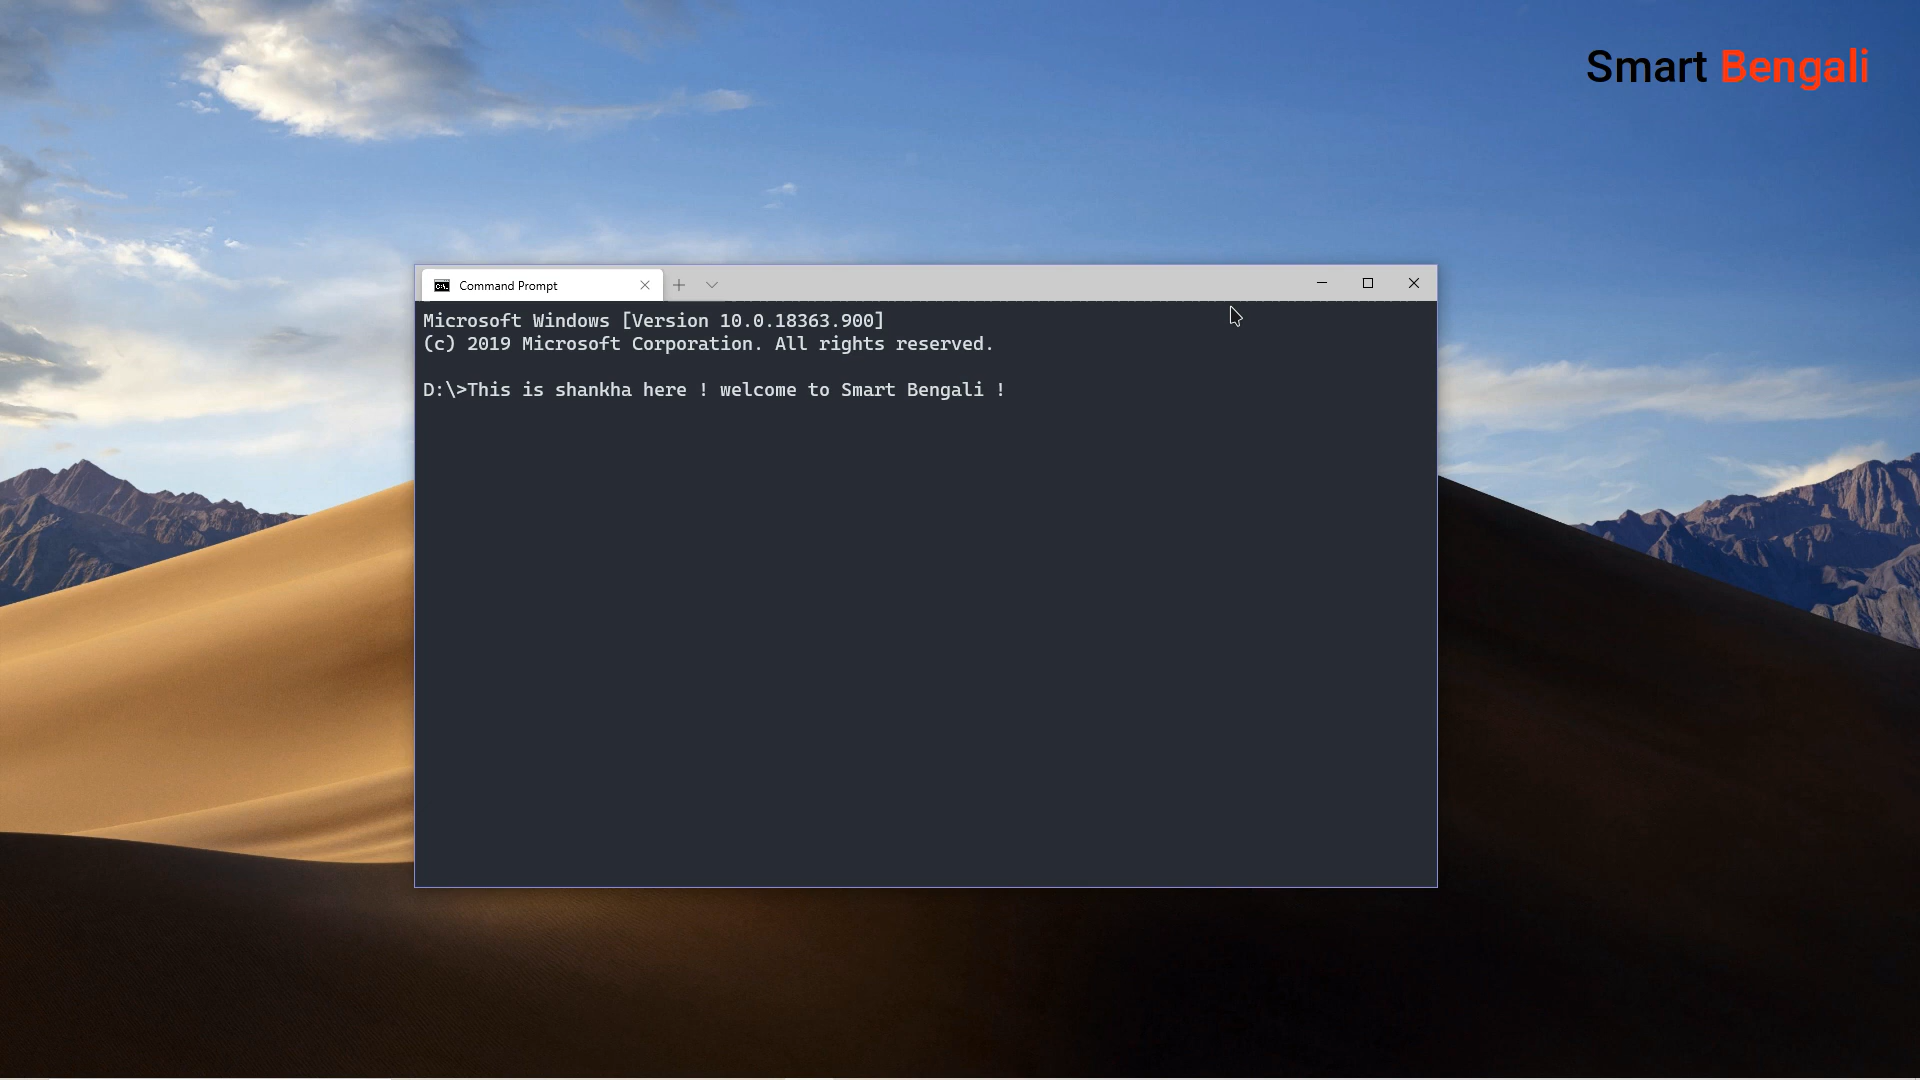 Smart Bengali
Command Prompt
Microsoft Windows [Version 10.0.18363.900]
(c) 2019 Microsoft Corporation. All rights reserved.
D:\>This is shankha here ! welcome to Smart Bengali !